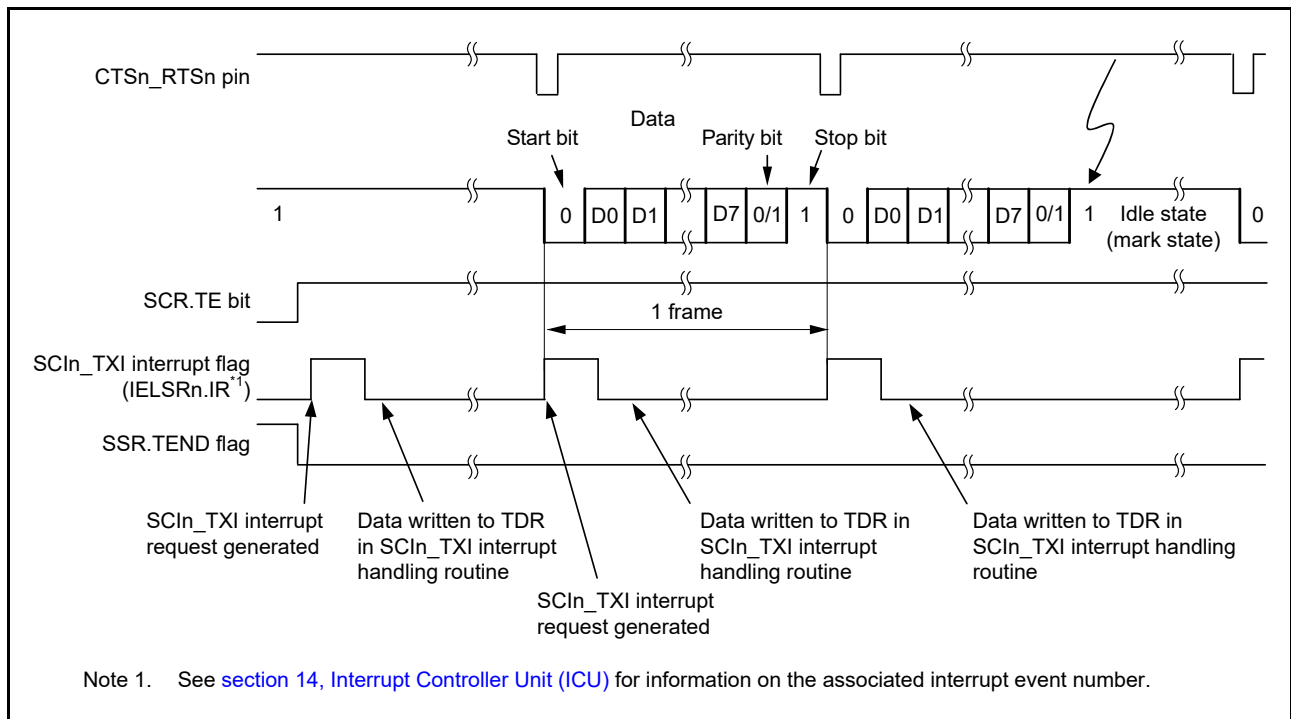 CTSn_RTSn pin
Data
Start bit
Parity bit
Stop bit
1
0
D0
D1
D7
0/1
1
0
D0
D1
D7
0/1
1
Idle state
(mark state)
0
SCR.TE bit
1 frame
SCIn_TXI interrupt flag
(IELSRn.IR*1)
SSR.TEND flag
SCIn_TXI interrupt
request generated
Data written to TDR
in SCIn_TXI interrupt
handling routine
SCIn_TXI interrupt
request generated
Data written to TDR in
SCIn_TXI interrupt
handling routine
Data written to TDR in
SCIn_TXI interrupt handling
routine
Note 1. See section 14, Interrupt Controller Unit (ICU) for information on the associated interrupt event number.